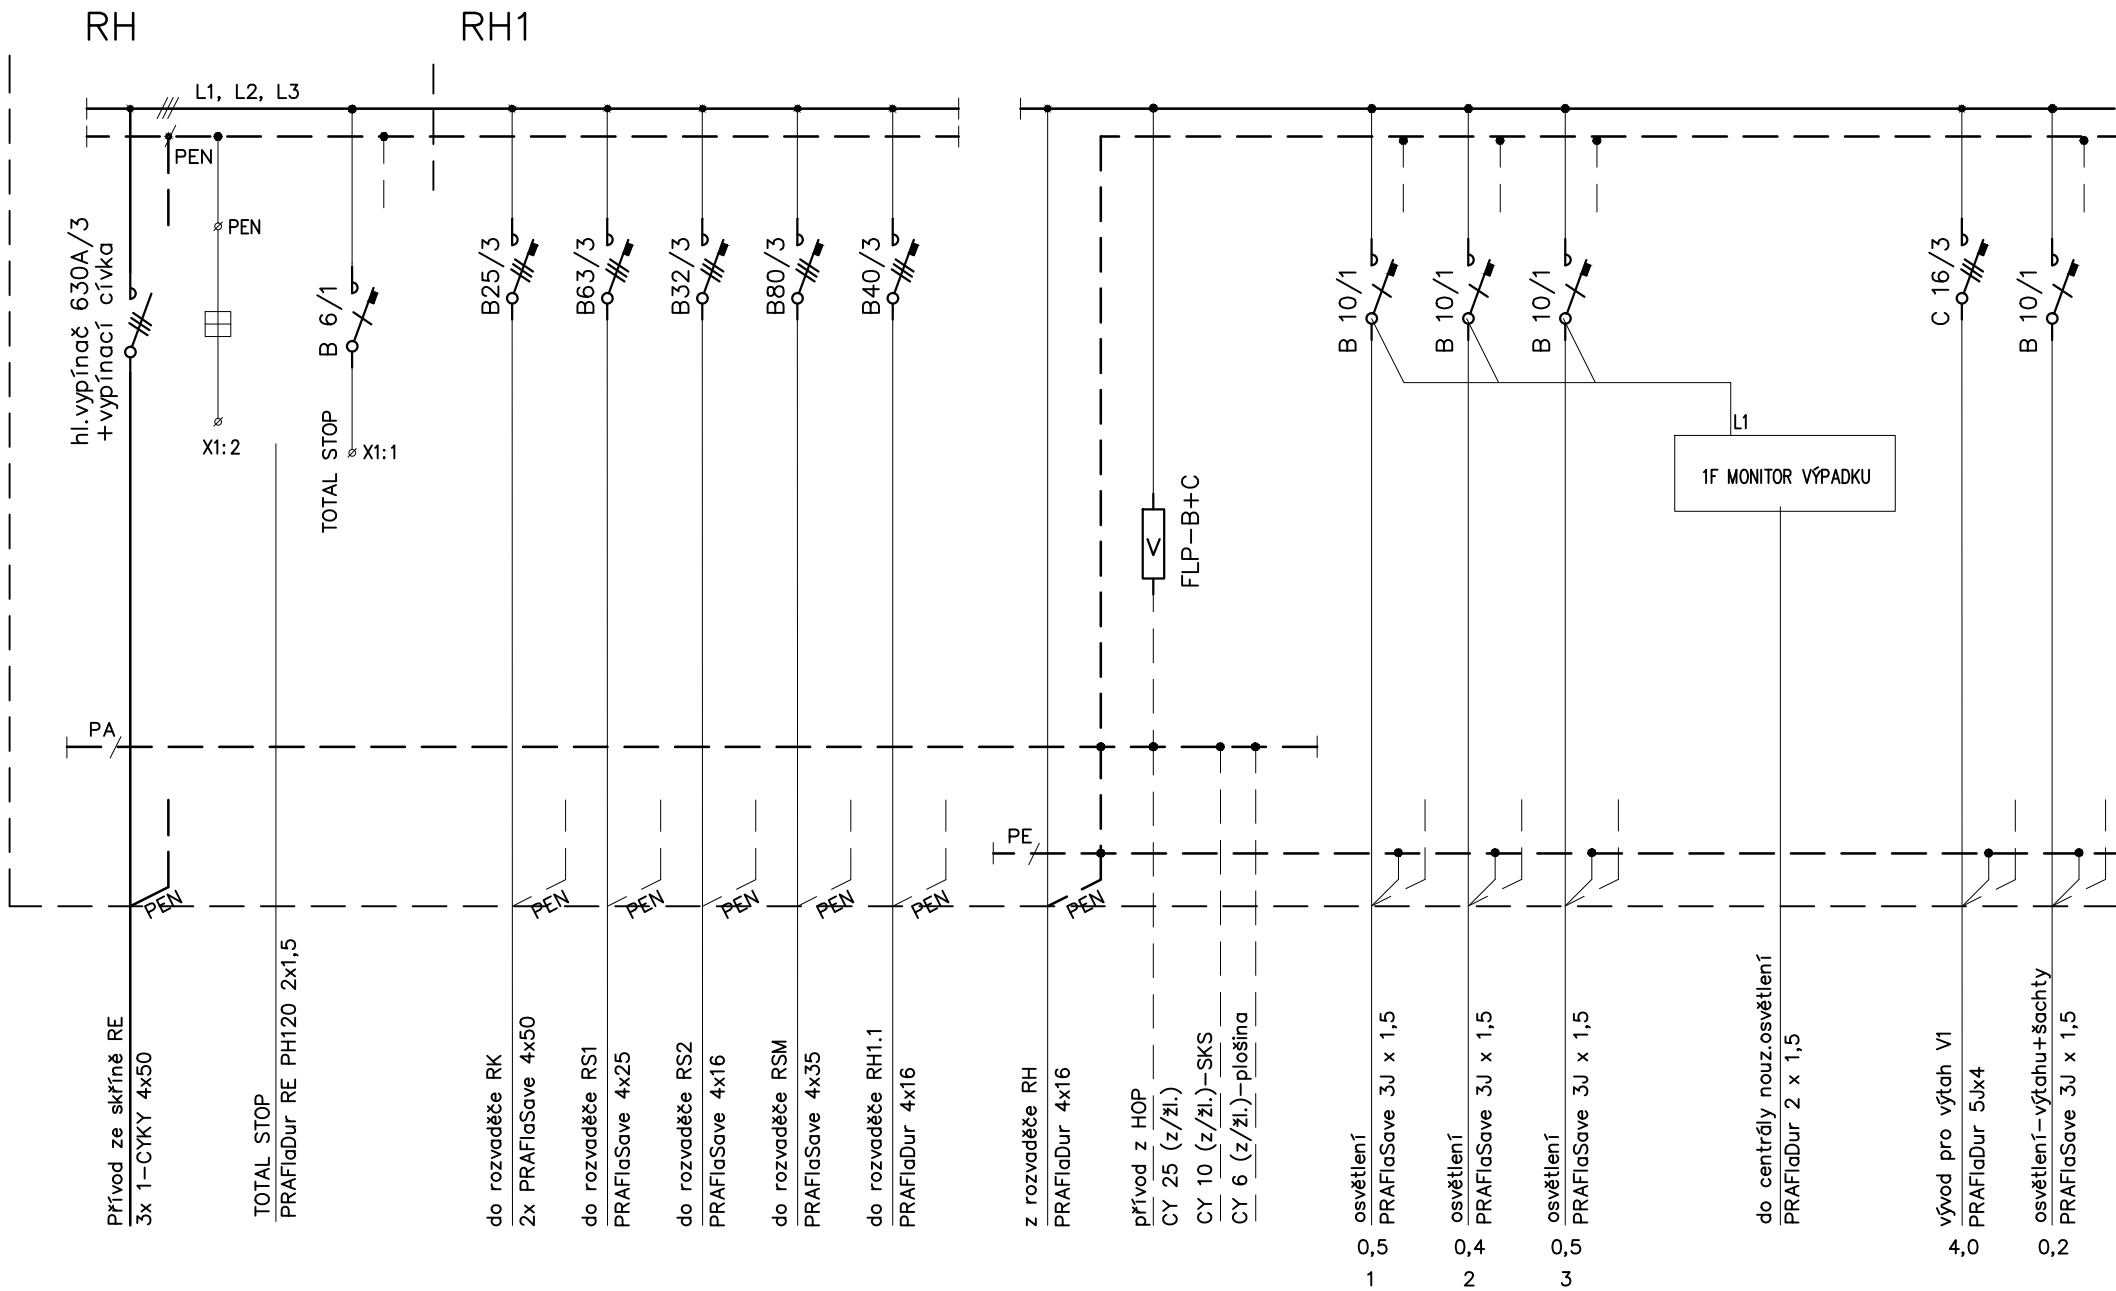 RH
RH1
L1, L2, L3
PEN
PEN
hl.vypínač 630A/3
+vypínací cívka
X1:2
B 6/1
TOTAL STOP
X1:1
B25/3
B63/3
B32/3
B80/3
B40/3
FLP-B+C
B 10/1
B 10/1
B 10/1
L1
1F MONITOR VÝPADKU
C 16/3
B 10/1
PA
PE
PEN
PEN
PEN
PEN
PEN
PEN
PEN
Přívod ze skříně RE
3x 1-CYKY 4x50
TOTAL STOP
PRAFlaDur RE PH120 2x1,5
do rozvaděče RK
2x PRAFlaSave 4x50
do rozvaděče RS1
PRAFlaSave 4x25
do rozvaděče RS2
PRAFlaSave 4x16
do rozvaděče RSM
PRAFlaSave 4x35
do rozvaděče RH1.1
PRAFlaDur 4x16
z rozvaděče RH
PRAFlaDur 4x16
přívod z HOP
CY 25 (z/žl.)
CY 10 (z/žl.)-SKS
CY 6 (z/žl.)-plošina
osvětlení
PRAFlaSave 3J x 1,5
0,5
1
osvětlení
PRAFlaSave 3J x 1,5
0,4
2
osvětlení
PRAFlaSave 3J x 1,5
0,5
3
do centrály nouz.osvětlení
PRAFlaDur 2 x 1,5
vývod pro výtah V1
PRAFlaDur 5Jx4
4,0
osvětlení-výtahu+šachty
PRAFlaSave 3J x 1,5
0,2